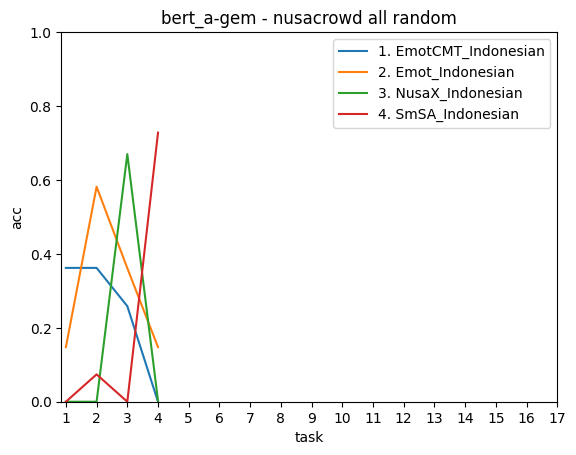 bert_a-gem - nusacrowd all random
1. EmotCMT_Indonesian
2. Emot_Indonesian
3. NusaX_Indonesian
4. SmSA_Indonesian
acc
1.0
0.8
0.6
0.4
0.2
0.0
1 2 3 4 5 6 7 8 9 10 11 12 13 14 15 16 17
task